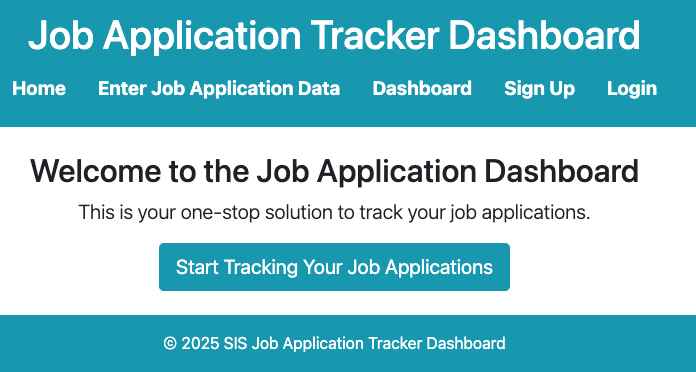 Job Application Tracker Dashboard
Home Enter Job Application Data Dashboard Sign Up Login
Welcome to the Job Application Dashboard
This is your one-stop solution to track your job applications.
Start Tracking Your Job Applications
© 2025 SIS Job Application Tracker Dashboard